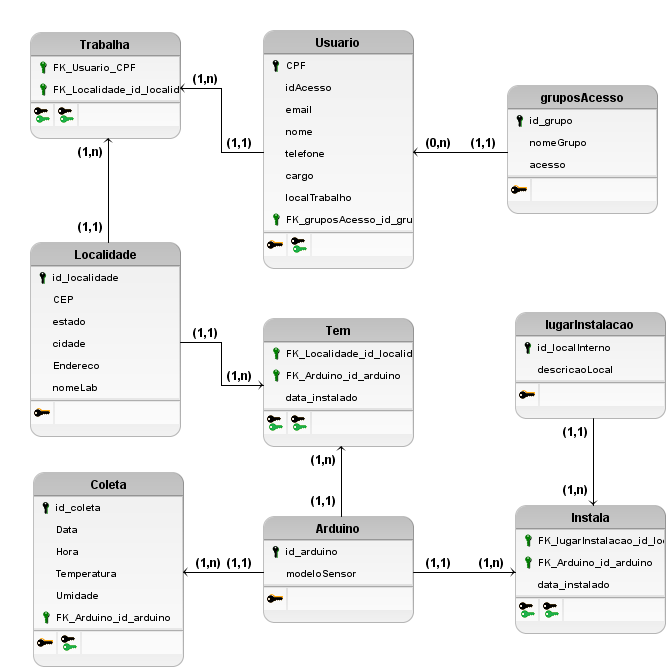 Trabalha
FK_Usuario_CPF
FK_Localidade_id_localid
(1,n)
(1,1)
Usuario
CPF
idAcesso
email
nome
telefone
cargo
localTrabalho
FK_gruposAcesso_id_gru
(0,n)
(1,1)
gruposAcesso
id_grupo
nomeGrupo
acesso
(1,n)
(1,1)
Localidade
id_localidade
CEP
estado
cidade
Endereco
nomeLab
(1,1)
(1,n)
Tem
FK_Localidade_id_localid
FK_Arduino_id_arduino
data_instalado
(1,n)
(1,1)
lugarInstalacao
id_localInterno
descricaoLocal
(1,1)
(1,n)
Coleta
id_coleta
Data
Hora
Temperatura
Umidade
FK_Arduino_id_arduino
(1,n)
(1,1)
Arduino
id_arduino
modeloSensor
(1,1)
(1,n)
Instala
FK_lugarInstalacao_id_lo
FK_Arduino_id_arduino
data_instalado